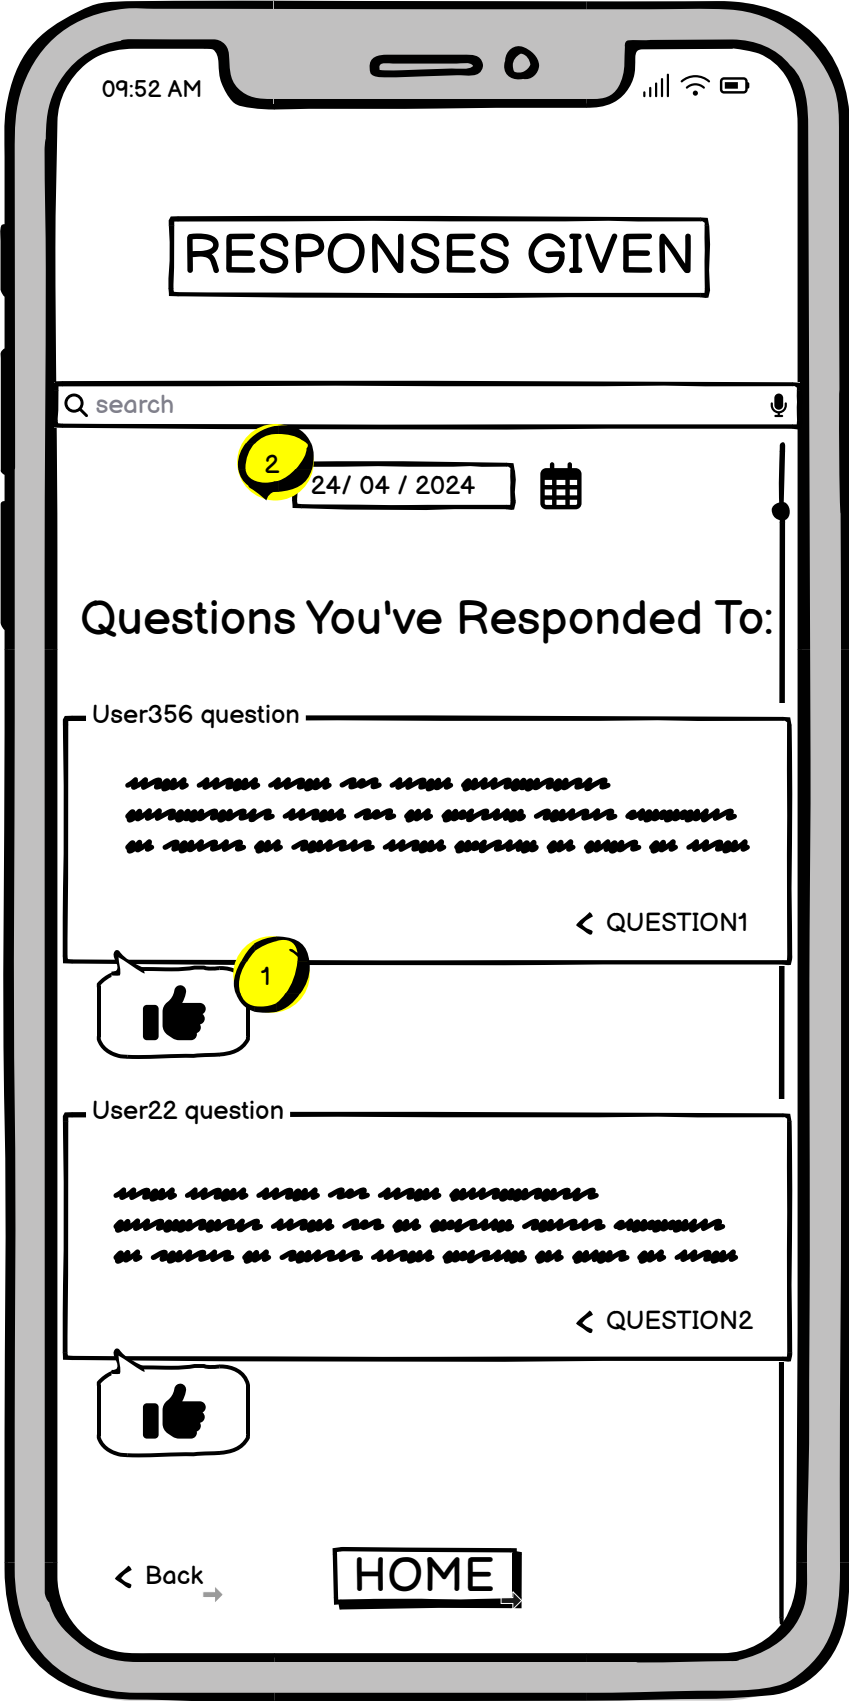 09:52 AM
RESPONSES GIVEN
search
2
24/ 04 / 2024
Questions You've Responded To:
User356 question
< QUESTION1
1
User22 question
< QUESTION2
< Back
HOME